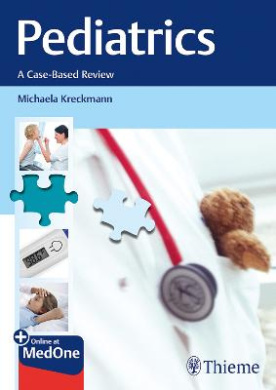 Pediatrics
A Case-Based Review
Michaela Kreckmann
+ Online at
MedOne
Thieme